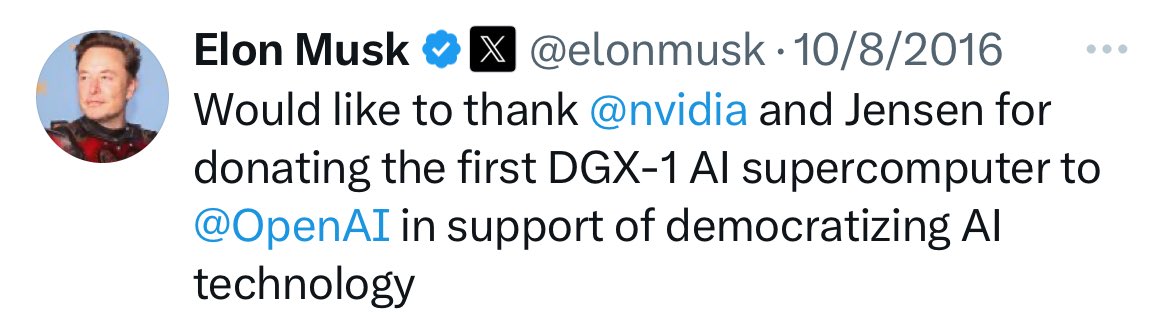 Elon Musk @elonmusk · 10/8/2016
Would like to thank @nvidia and Jensen for
donating the first DGX-1 AI supercomputer to
@OpenAI in support of democratizing AI
technology